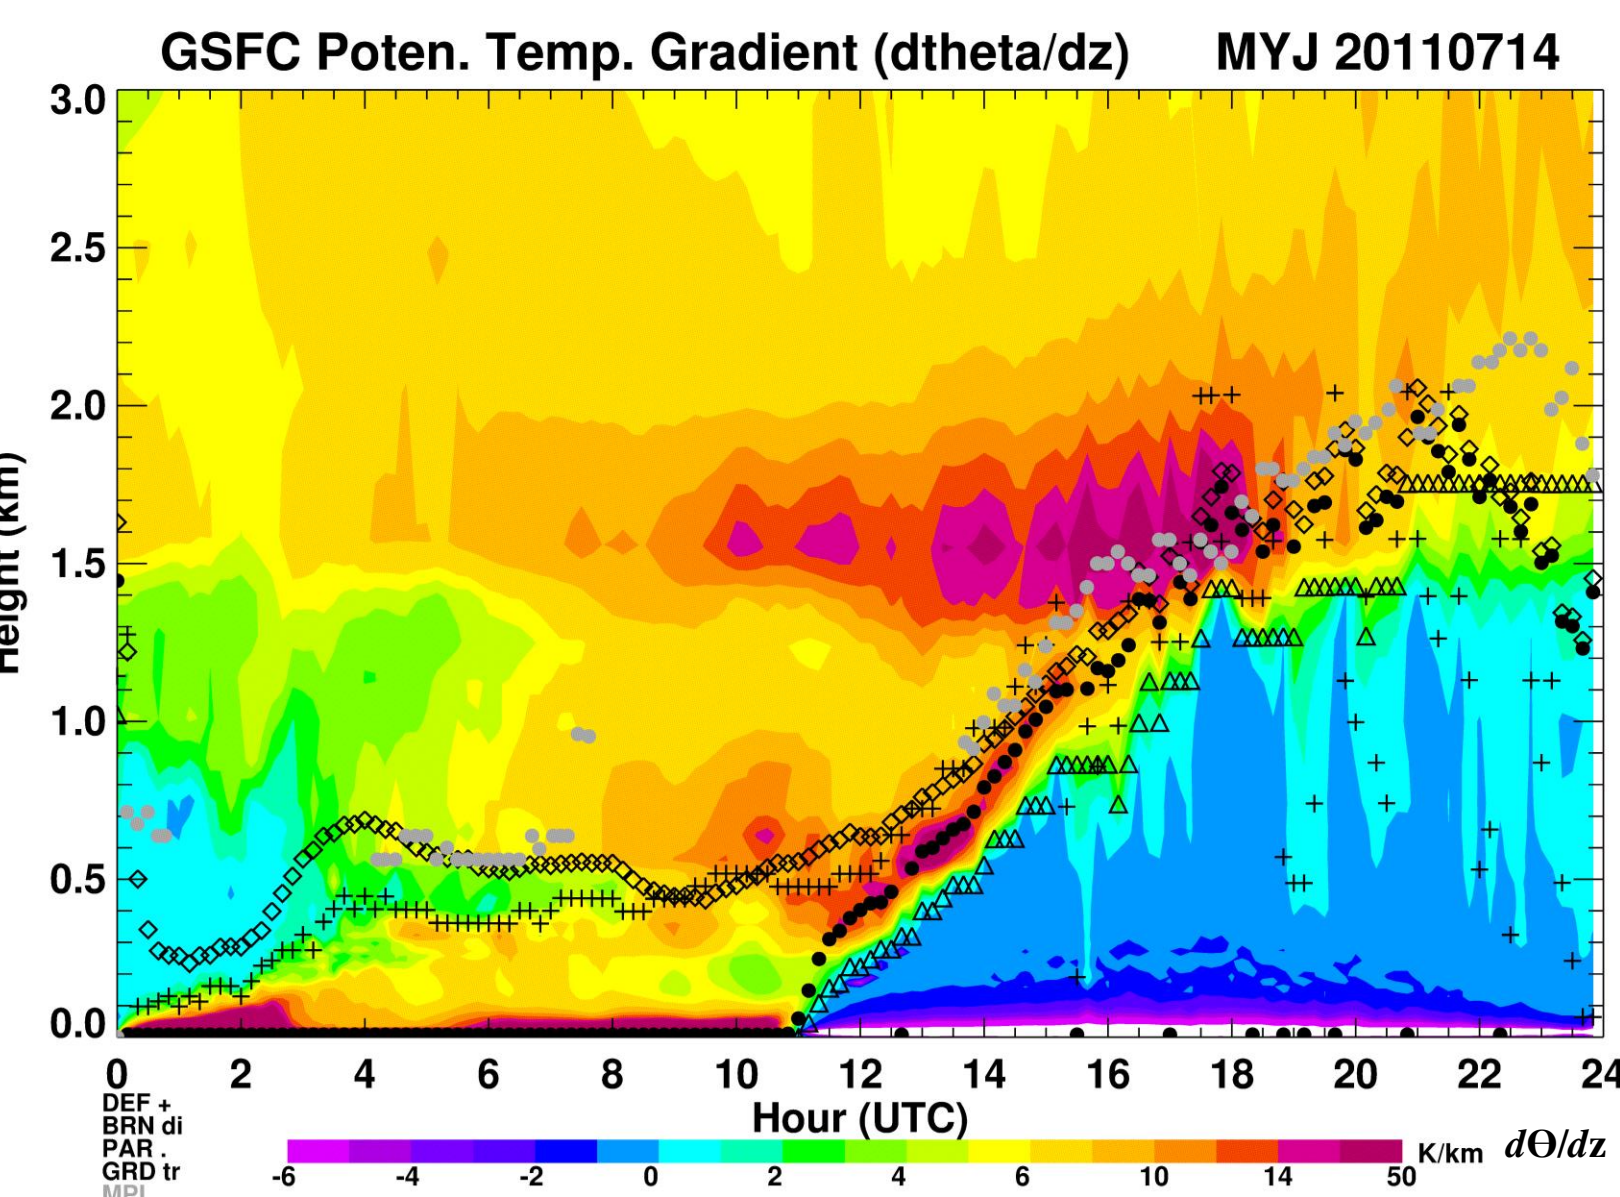 GSFC Poten. Temp. Gradient (dtheta/dz) MYJ 20110714
3.0
2.5
2.0
1.5
1.0
0.5
0.0
Height (km)
0 2 4 6 8 10 12 14 16 18 20 22 24
Hour (UTC)
DEF +
BRN di
PAR .
GRD tr
MPL
-6 -4 -2 0 2 4 6 10 14 50
K/km
dΘ/dz